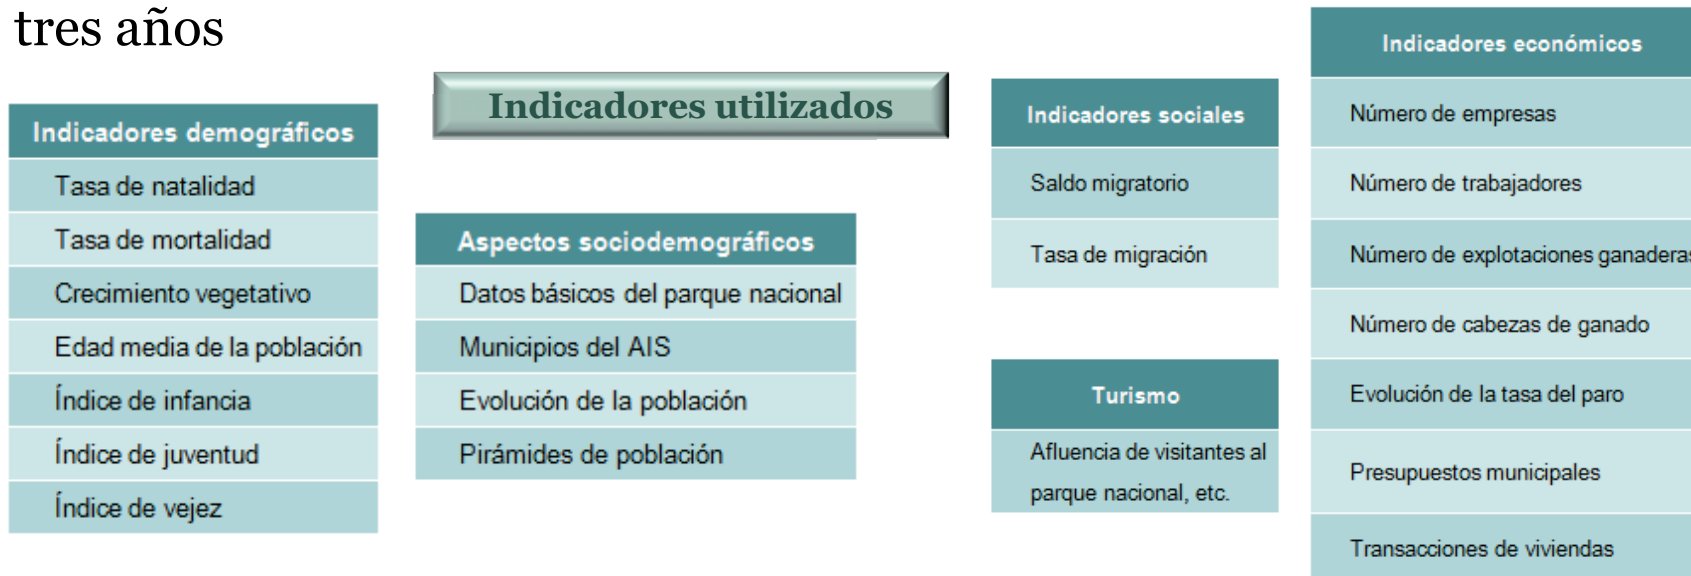 tres años
Indicadores utilizados
Indicadores demográficos
Tasa de natalidad
Tasa de mortalidad
Crecimiento vegetativo
Edad media de la población
Índice de infancia
Índice de juventud
Índice de vejez
Aspectos sociodemográficos
Datos básicos del parque nacional
Municipios del AIS
Evolución de la población
Pirámides de población
Indicadores sociales
Saldo migratorio
Tasa de migración
Turismo
Afluencia de visitantes al
parque nacional, etc.
Indicadores económicos
Número de empresas
Número de trabajadores
Número de explotaciones ganaderas
Número de cabezas de ganado
Evolución de la tasa del paro
Presupuestos municipales
Transacciones de viviendas